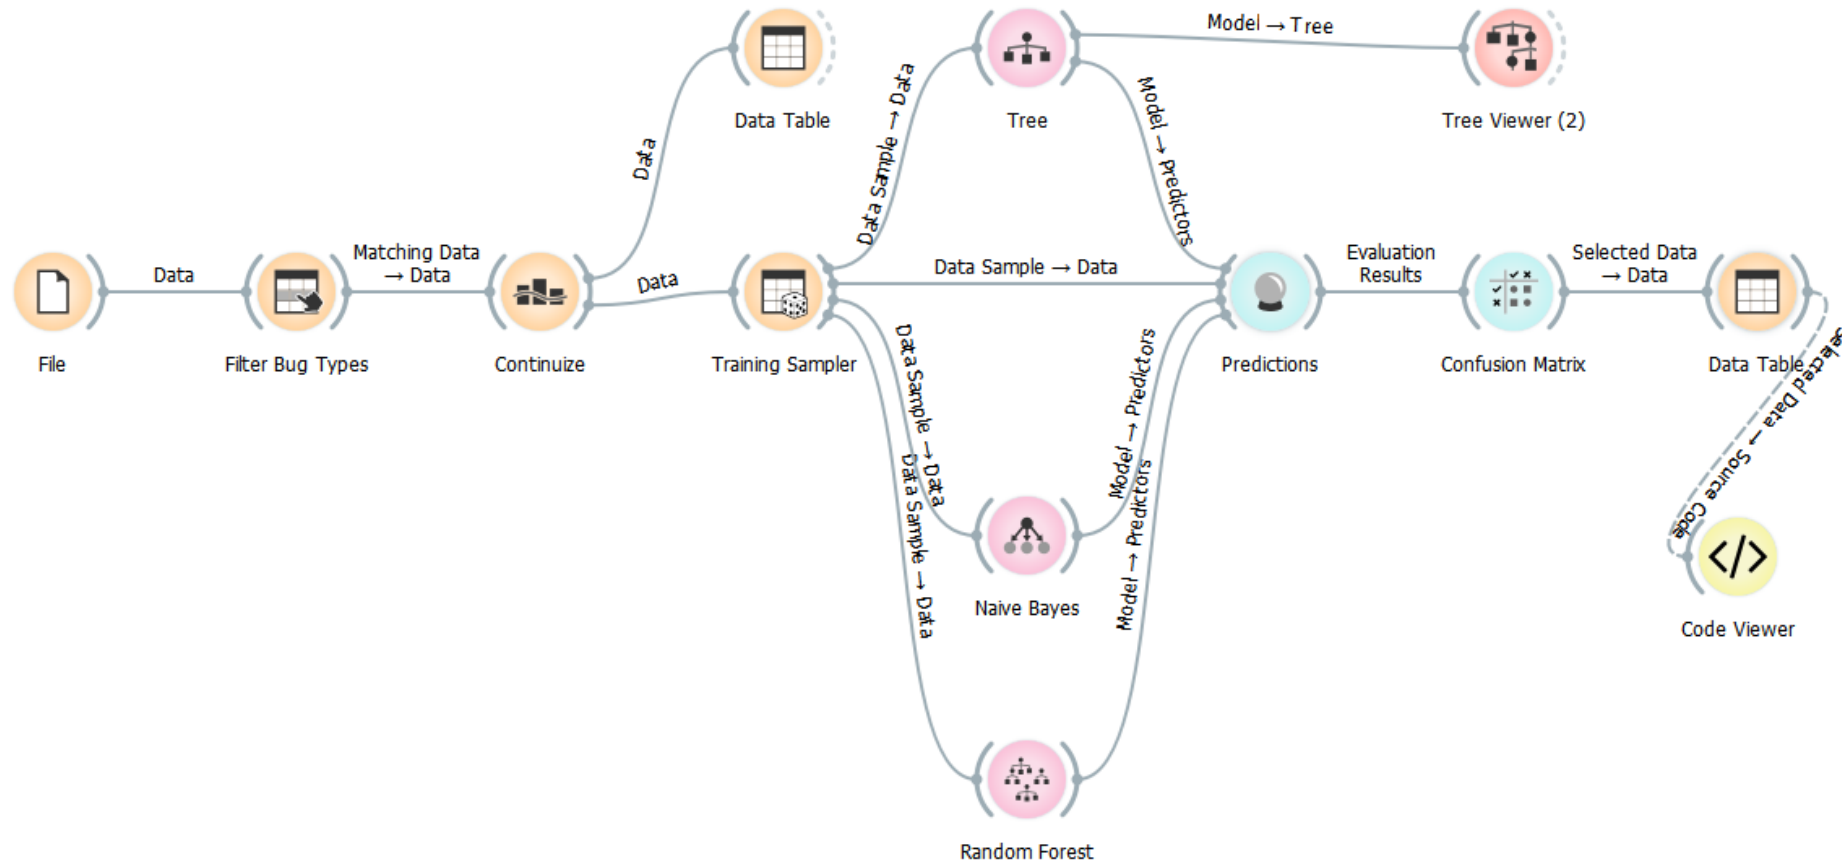 Model → Tree
Data Table
Tree
Tree Viewer (2)
Data
Data Sample → Data
Model → Predictors
Data
Matching Data
→ Data
Data
Data Sample → Data
Evaluation
Results
Selected Data
→ Data
File
Filter Bug Types
Continuize
Training Sampler
Predictions
Confusion Matrix
Data Table
Data Sample → Data
Model → Predictors
Selected Data → Source Code
Data Sample → Data
Model → Predictors
Naive Bayes
Code Viewer
Random Forest